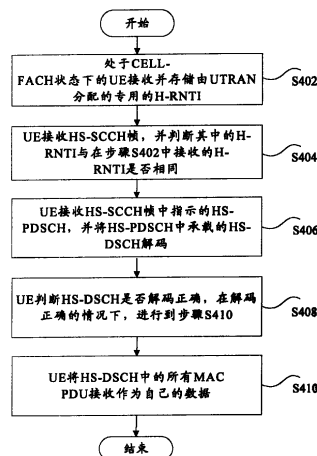 开始
处于CELL-
FACH状态下的UE接收并存储由UTRAN
分配的专用的H-RNTI
S402
UE接收HS-SCCH帧，并判断其中的H-
RNTI与在步骤S402中接收的H-
RNTI是否相同
S404
UE接收HS-SCCH帧中指示的HS-
PDSCH，并将HS-PDSCH中承载的HS-
DSCH解码
S406
UE判断HS-DSCH是否解码正确，在解码
正确的情况下，进行到步骤S410
S408
UE将HS-DSCH中的所有MAC
PDU接收作为自己的数据
S410
结束